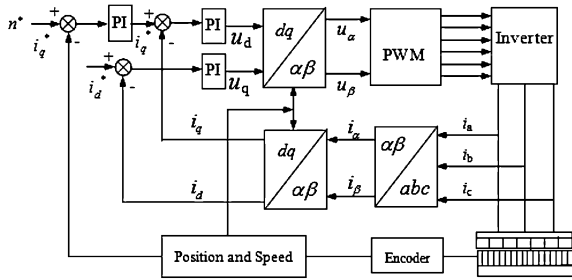 n*
i_q*
-
PI
i_q*
-
PI
u_d
dq
αβ
u_α
PWM
Inverter
i_d*
-
PI
u_q
u_β
i_q
dq
αβ
i_α
αβ
abc
i_a
i_b
i_c
i_d
i_β
Position and Speed
Encoder